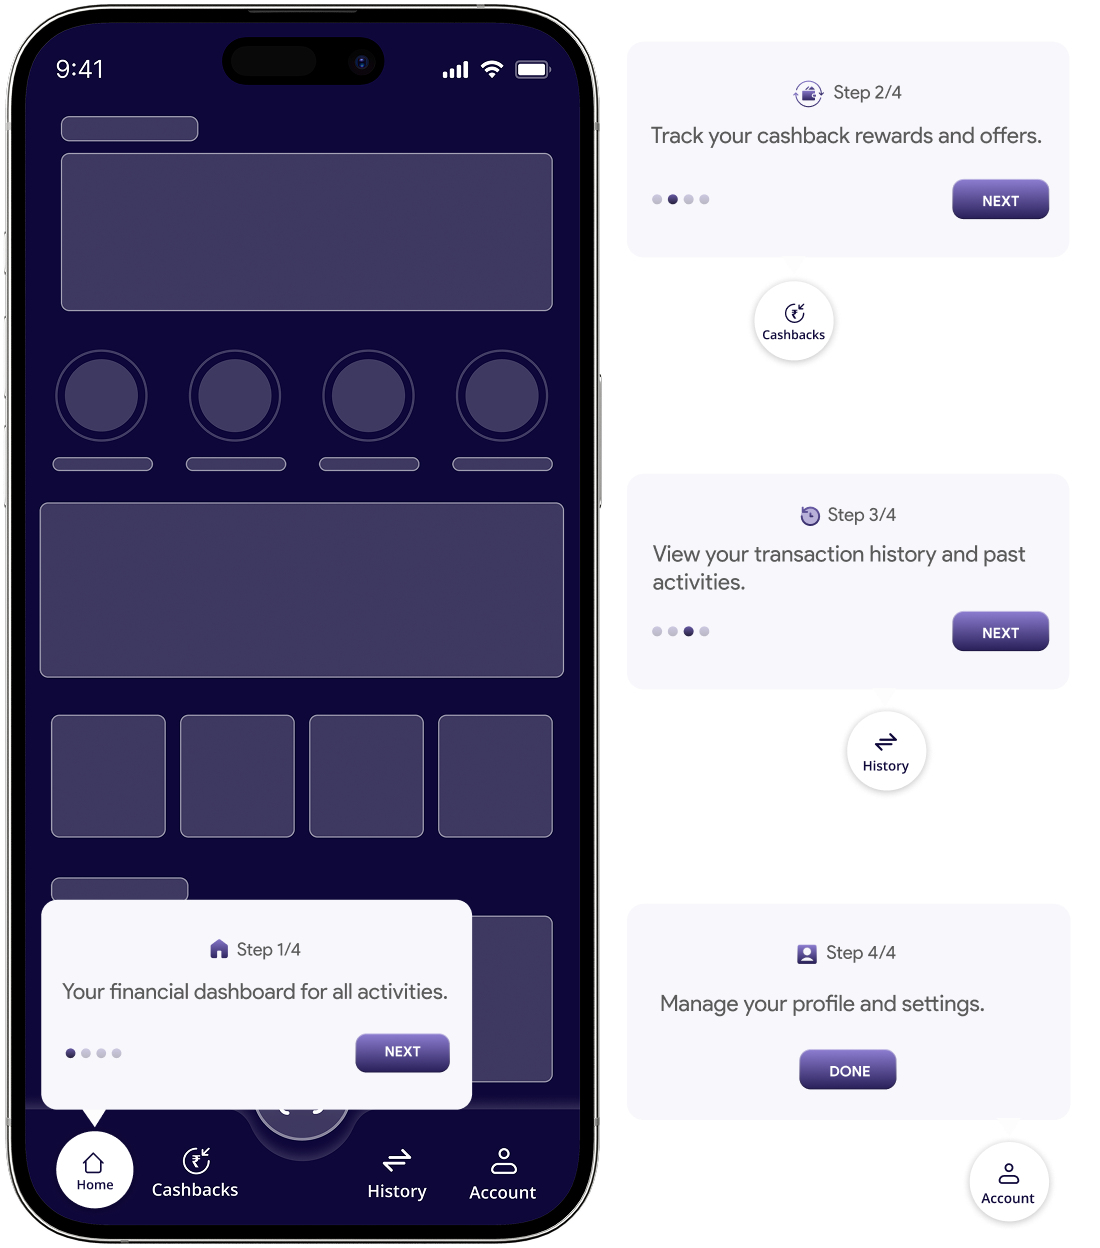 9:41
Step 1/4
Your financial dashboard for all activities.
NEXT
Home
₹
Cashbacks
History
Account
Step 2/4
Track your cashback rewards and offers.
NEXT
₹
Cashbacks
Step 3/4
View your transaction history and past
activities.
NEXT
History
Step 4/4
Manage your profile and settings.
DONE
Account